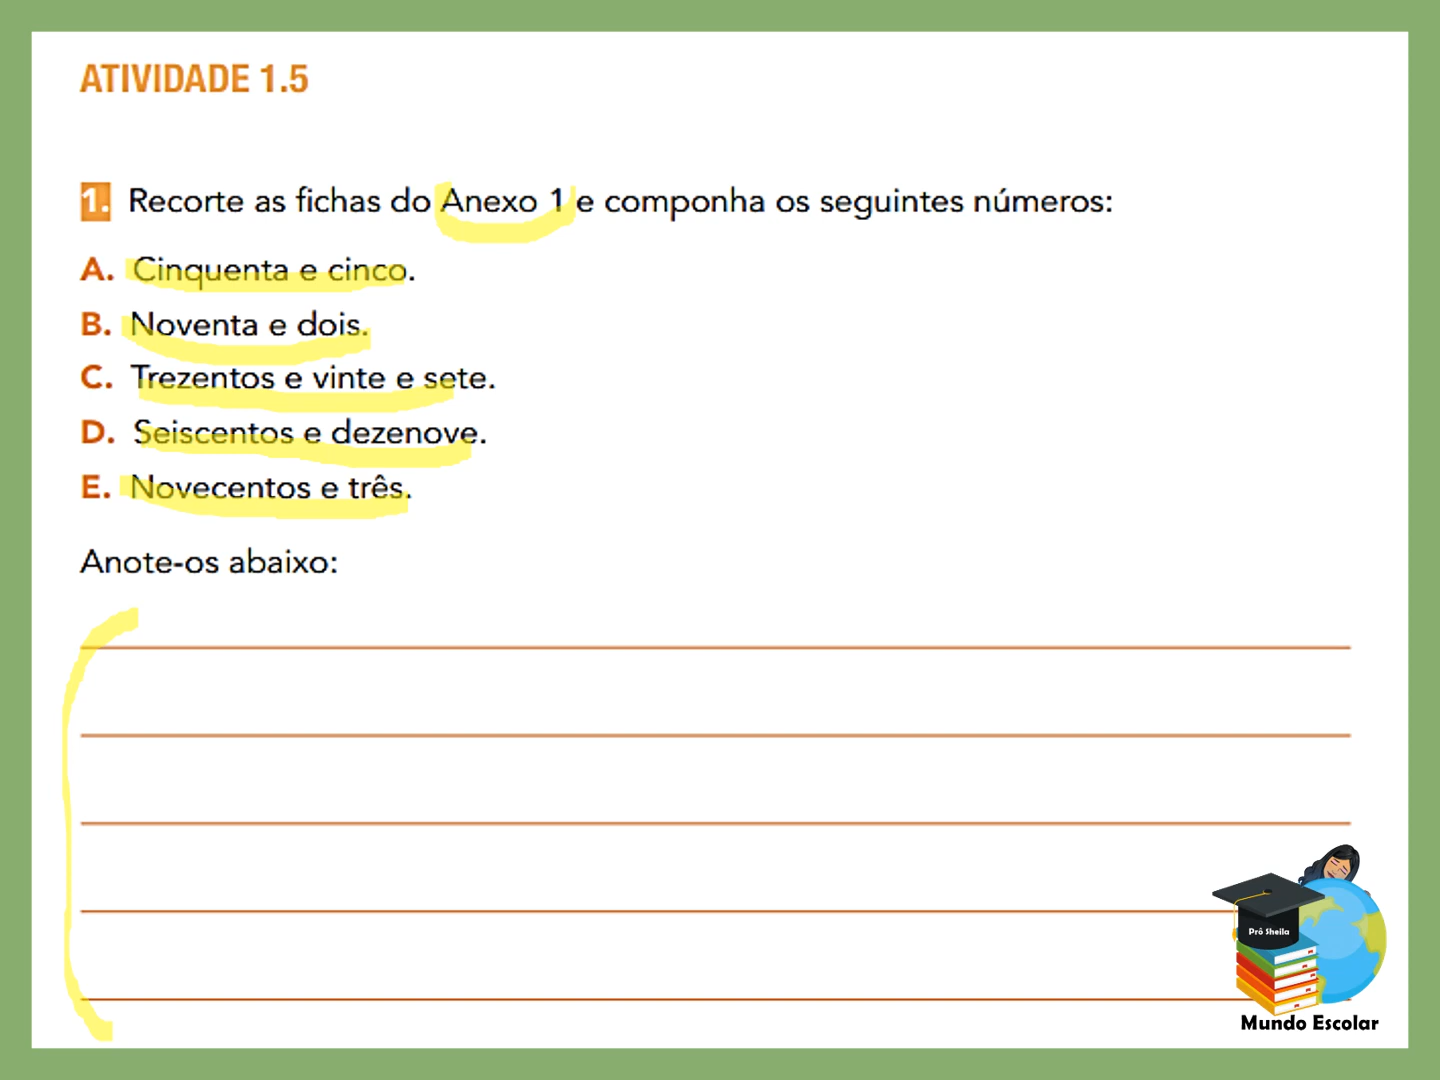 ATIVIDADE 1.5
1. Recorte as fichas do Anexo 1 e componha os seguintes números:
A. Cinquenta e cinco.
B. Noventa e dois.
C. Trezentos e vinte e sete.
D. Seiscentos e dezenove.
E. Novecentos e três.
Anote-os abaixo:
Prô Sheila
Mundo Escolar